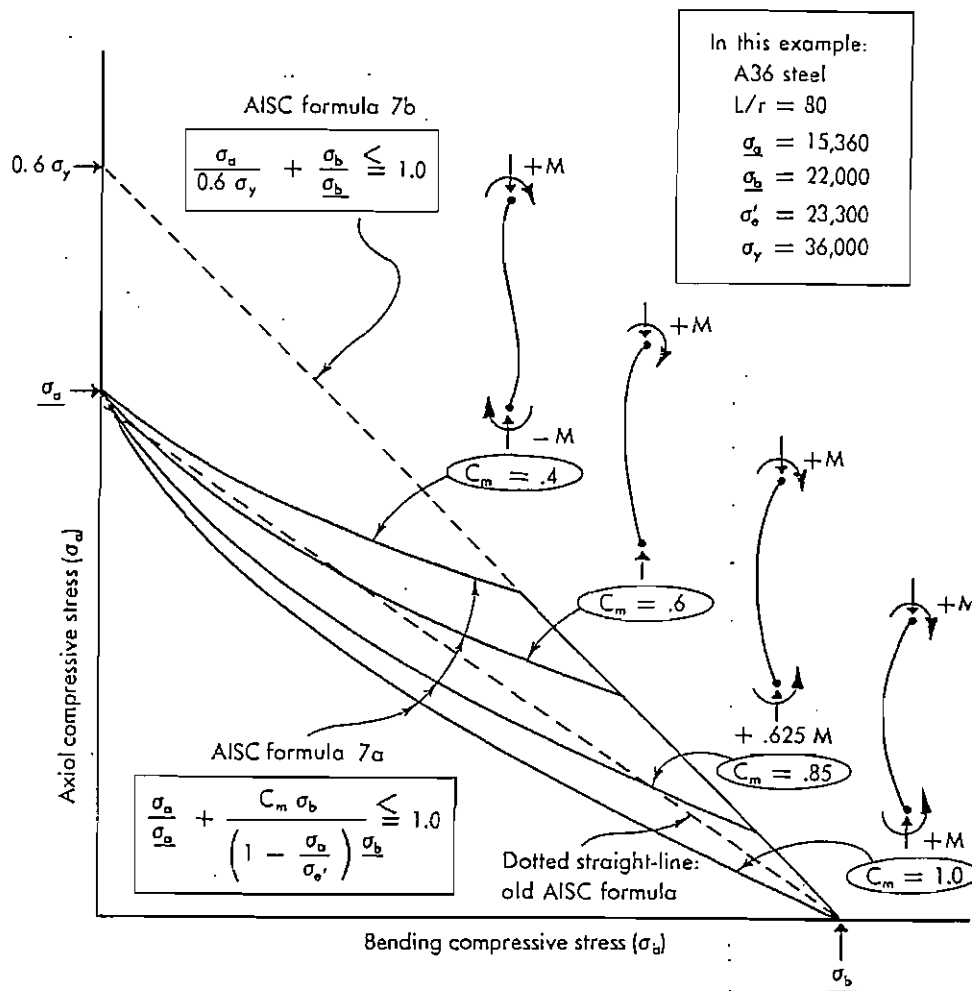 In this example:
A36 steel
L/r = 80
σa = 15,360
σb = 22,000
σ'e = 23,300
σy = 36,000
AISC formula 7b
σa / 0.6 σy + σb / σb ≦ 1.0
0.6 σy
+M
− M
Cm = .4
+M
Cm = .6
+M
+ .625 M
Cm = .85
+M
+M
Cm = 1.0
σa
Axial compressive stress (σa)
AISC formula 7a
σa / σa + Cm σb / (1 − σa / σe') σb ≦ 1.0
Dotted straight-line:
old AISC formula
Bending compressive stress (σb)
σb